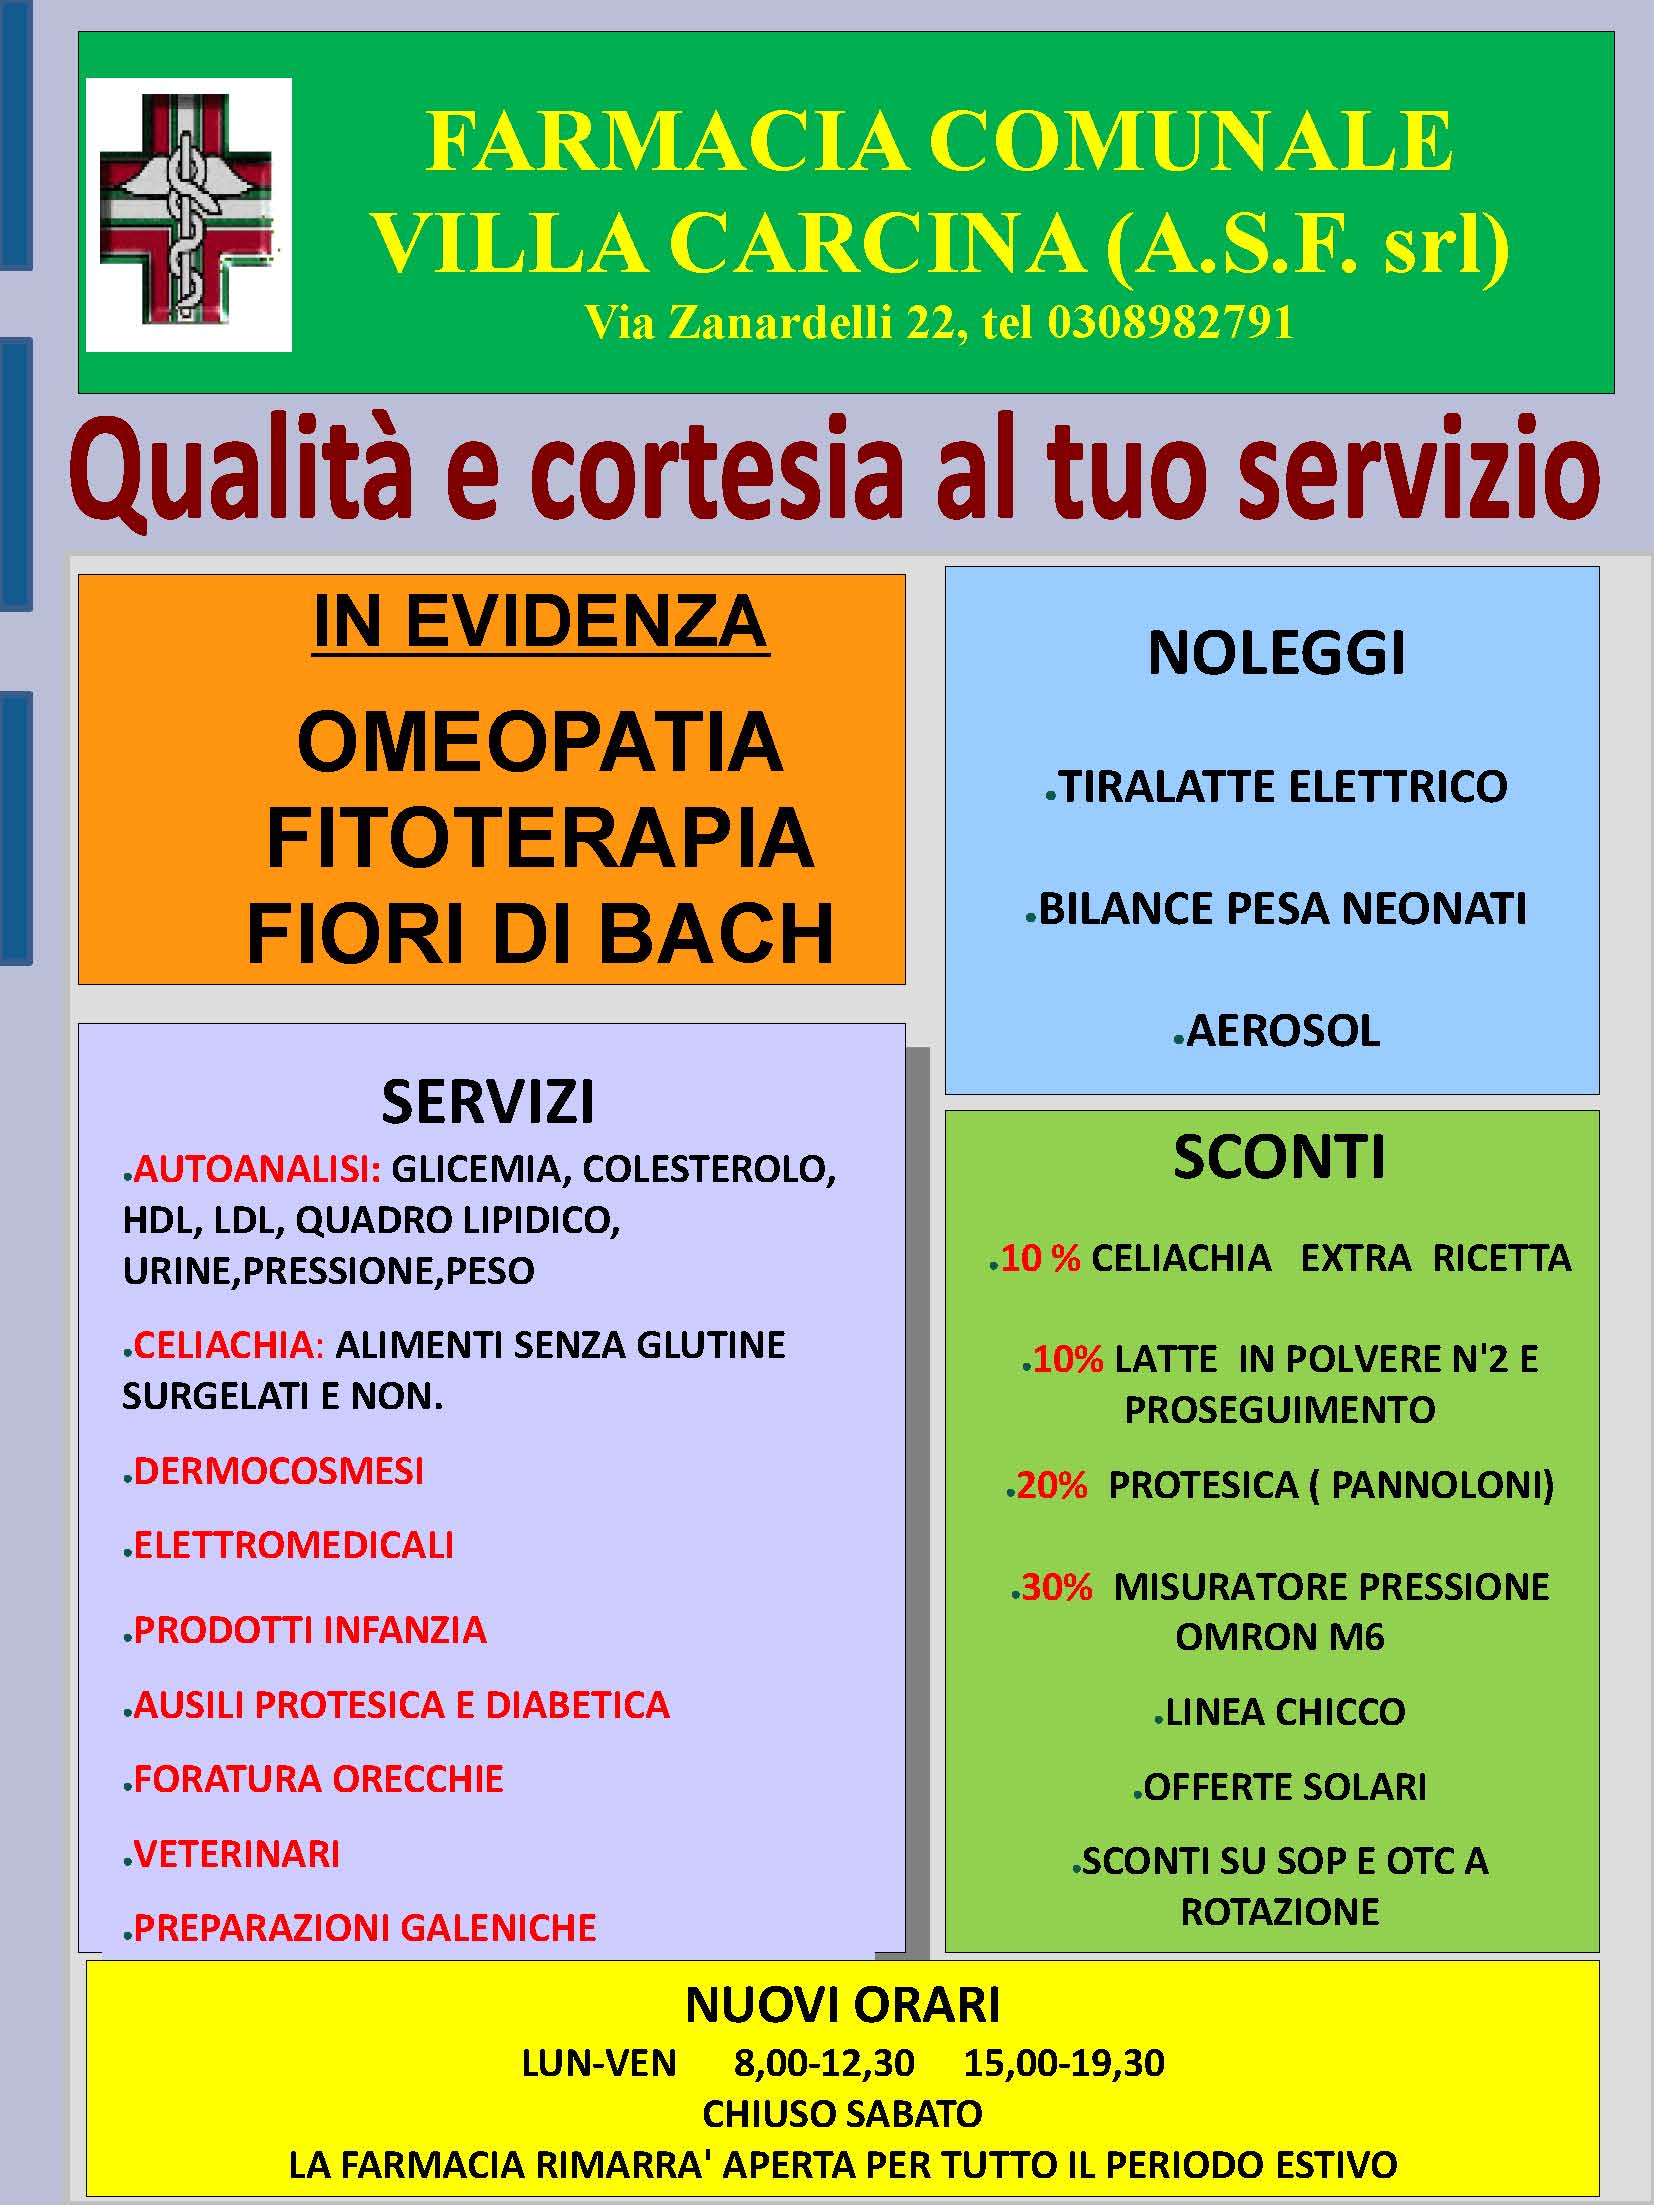 FARMACIA COMUNALE
VILLA CARCINA (A.S.F. srl)
Via Zanardelli 22, tel 0308982791
Qualità e cortesia al tuo servizio
IN EVIDENZA
OMEOPATIA
FITOTERAPIA
FIORI DI BACH
NOLEGGI
●TIRALATTE ELETTRICO
●BILANCE PESA NEONATI
●AEROSOL
SERVIZI
●AUTOANALISI: GLICEMIA, COLESTEROLO,
HDL, LDL, QUADRO LIPIDICO,
URINE,PRESSIONE,PESO
●CELIACHIA: ALIMENTI SENZA GLUTINE
SURGELATI E NON.
●DERMOCOSMESI
●ELETTROMEDICALI
●PRODOTTI INFANZIA
●AUSILI PROTESICA E DIABETICA
●FORATURA ORECCHIE
●VETERINARI
●PREPARAZIONI GALENICHE
SCONTI
●10 % CELIACHIA EXTRA RICETTA
●10% LATTE IN POLVERE N'2 E
PROSEGUIMENTO
●20% PROTESICA ( PANNOLONI)
●30% MISURATORE PRESSIONE
OMRON M6
●LINEA CHICCO
●OFFERTE SOLARI
●SCONTI SU SOP E OTC A
ROTAZIONE
NUOVI ORARI
LUN-VEN 8,00-12,30 15,00-19,30
CHIUSO SABATO
LA FARMACIA RIMARRA' APERTA PER TUTTO IL PERIODO ESTIVO